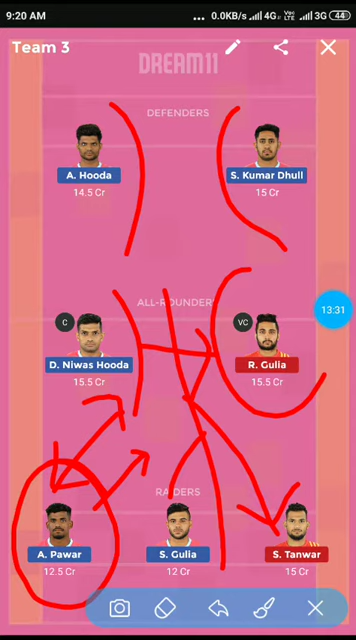 9:20 AM ... 0.0KB/s 4G Vo) LTE 3G 44
Team 3
DREAM11
DEFENDERS
A. Hooda S. Kumar Dhull
14.5 Cr 15 Cr
ALL-ROUNDERS
C VC
13:31
D. Niwas Hooda R. Gulia
15.5 Cr 15.5 Cr
RAIDERS
A. Pawar S. Gulia S. Tanwar
12.5 Cr 12 Cr 15 Cr